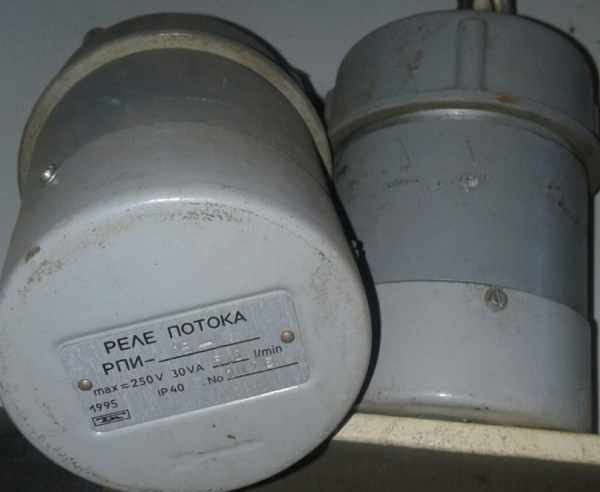 РЕЛЕ ПОТОКА
РПИ-
max≈250V 30VA l/min
1995 IP40 No